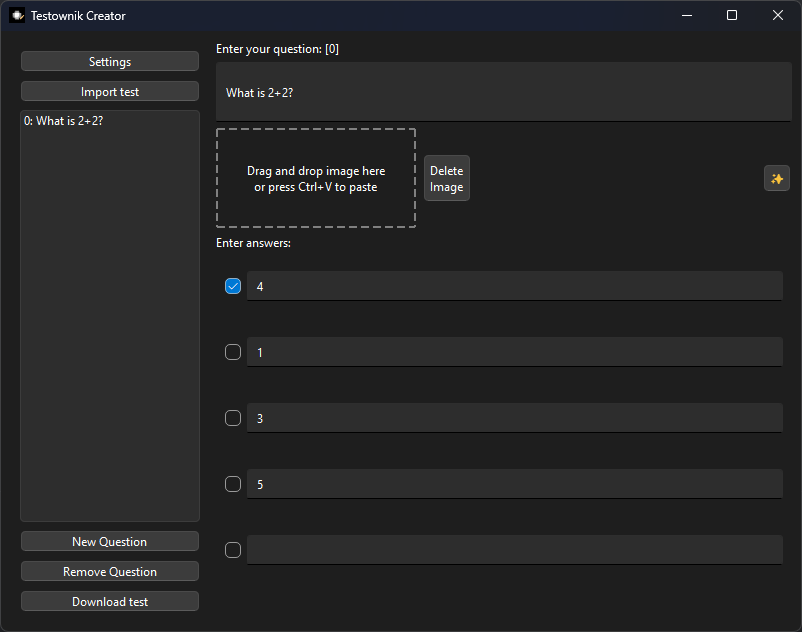 Testownik Creator
Settings
Import test
0: What is 2+2?
New Question
Remove Question
Download test
Enter your question: [0]
What is 2+2?
Drag and drop image here
or press Ctrl+V to paste
Delete
Image
Enter answers:
4
1
3
5